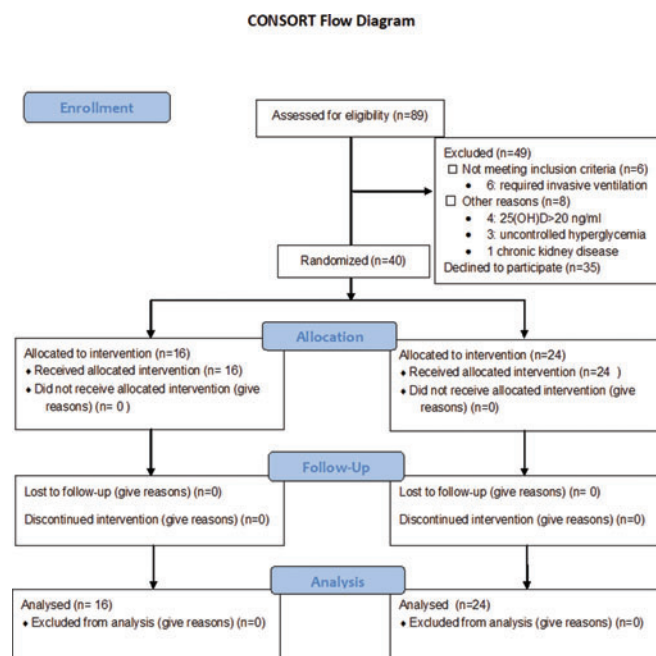 CONSORT Flow Diagram
Enrollment
Assessed for eligibility (n=89)
Excluded (n=49)
□ Not meeting inclusion criteria (n=6)
• 6: required invasive ventilation
□ Other reasons (n=8)
• 4: 25(OH)D>20 ng/ml
• 3: uncontrolled hyperglycemia
• 1 chronic kidney disease
Declined to participate (n=35)
Randomized (n=40)
Allocation
Allocated to intervention (n=16)
♦ Received allocated intervention (n= 16)
♦ Did not receive allocated intervention (give
reasons) (n= 0 )
Allocated to intervention (n=24)
♦ Received allocated intervention (n=24 )
♦ Did not receive allocated intervention (give
reasons) (n=0)
Follow-Up
Lost to follow-up (give reasons) (n=0)
Discontinued intervention (give reasons) (n=0)
Lost to follow-up (give reasons) (n= 0)
Discontinued intervention (give reasons) (n=0)
Analysis
Analysed (n= 16)
♦ Excluded from analysis (give reasons) (n=0)
Analysed (n=24)
♦ Excluded from analysis (give reasons) (n=0)